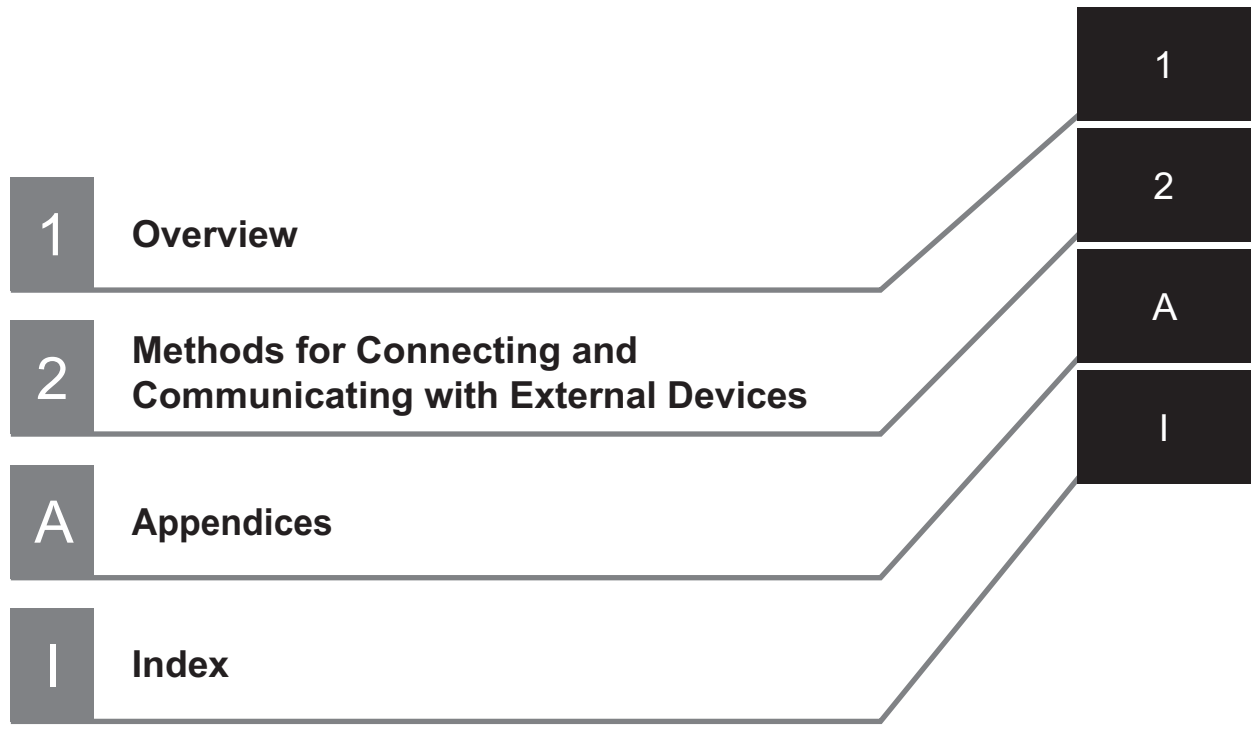 1
Overview
2
Methods for Connecting and
Communicating with External Devices
A
Appendices
I
Index
1
2
A
I